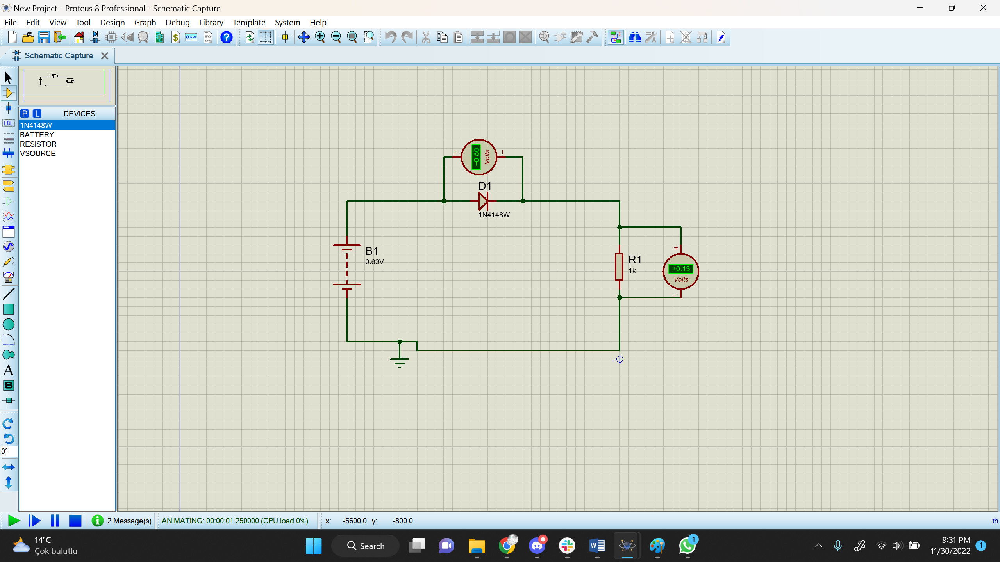 New Project - Proteus 8 Professional - Schematic Capture
File Edit View Tool Design Graph Debug Library Template System Help
Schematic Capture
P L DEVICES
1N4148W
BATTERY
RESISTOR
VSOURCE
LBL
+0.50
Volts
D1
1N4148W
B1
0.63V
R1
1k
+0.13
Volts
A
S
0°
2 Message(s) ANIMATING: 00:00:01.250000 (CPU load 0%) x: -5600.0 y: -800.0 th
14°C
Çok bulutlu
Search
1
9:31 PM
11/30/2022
1